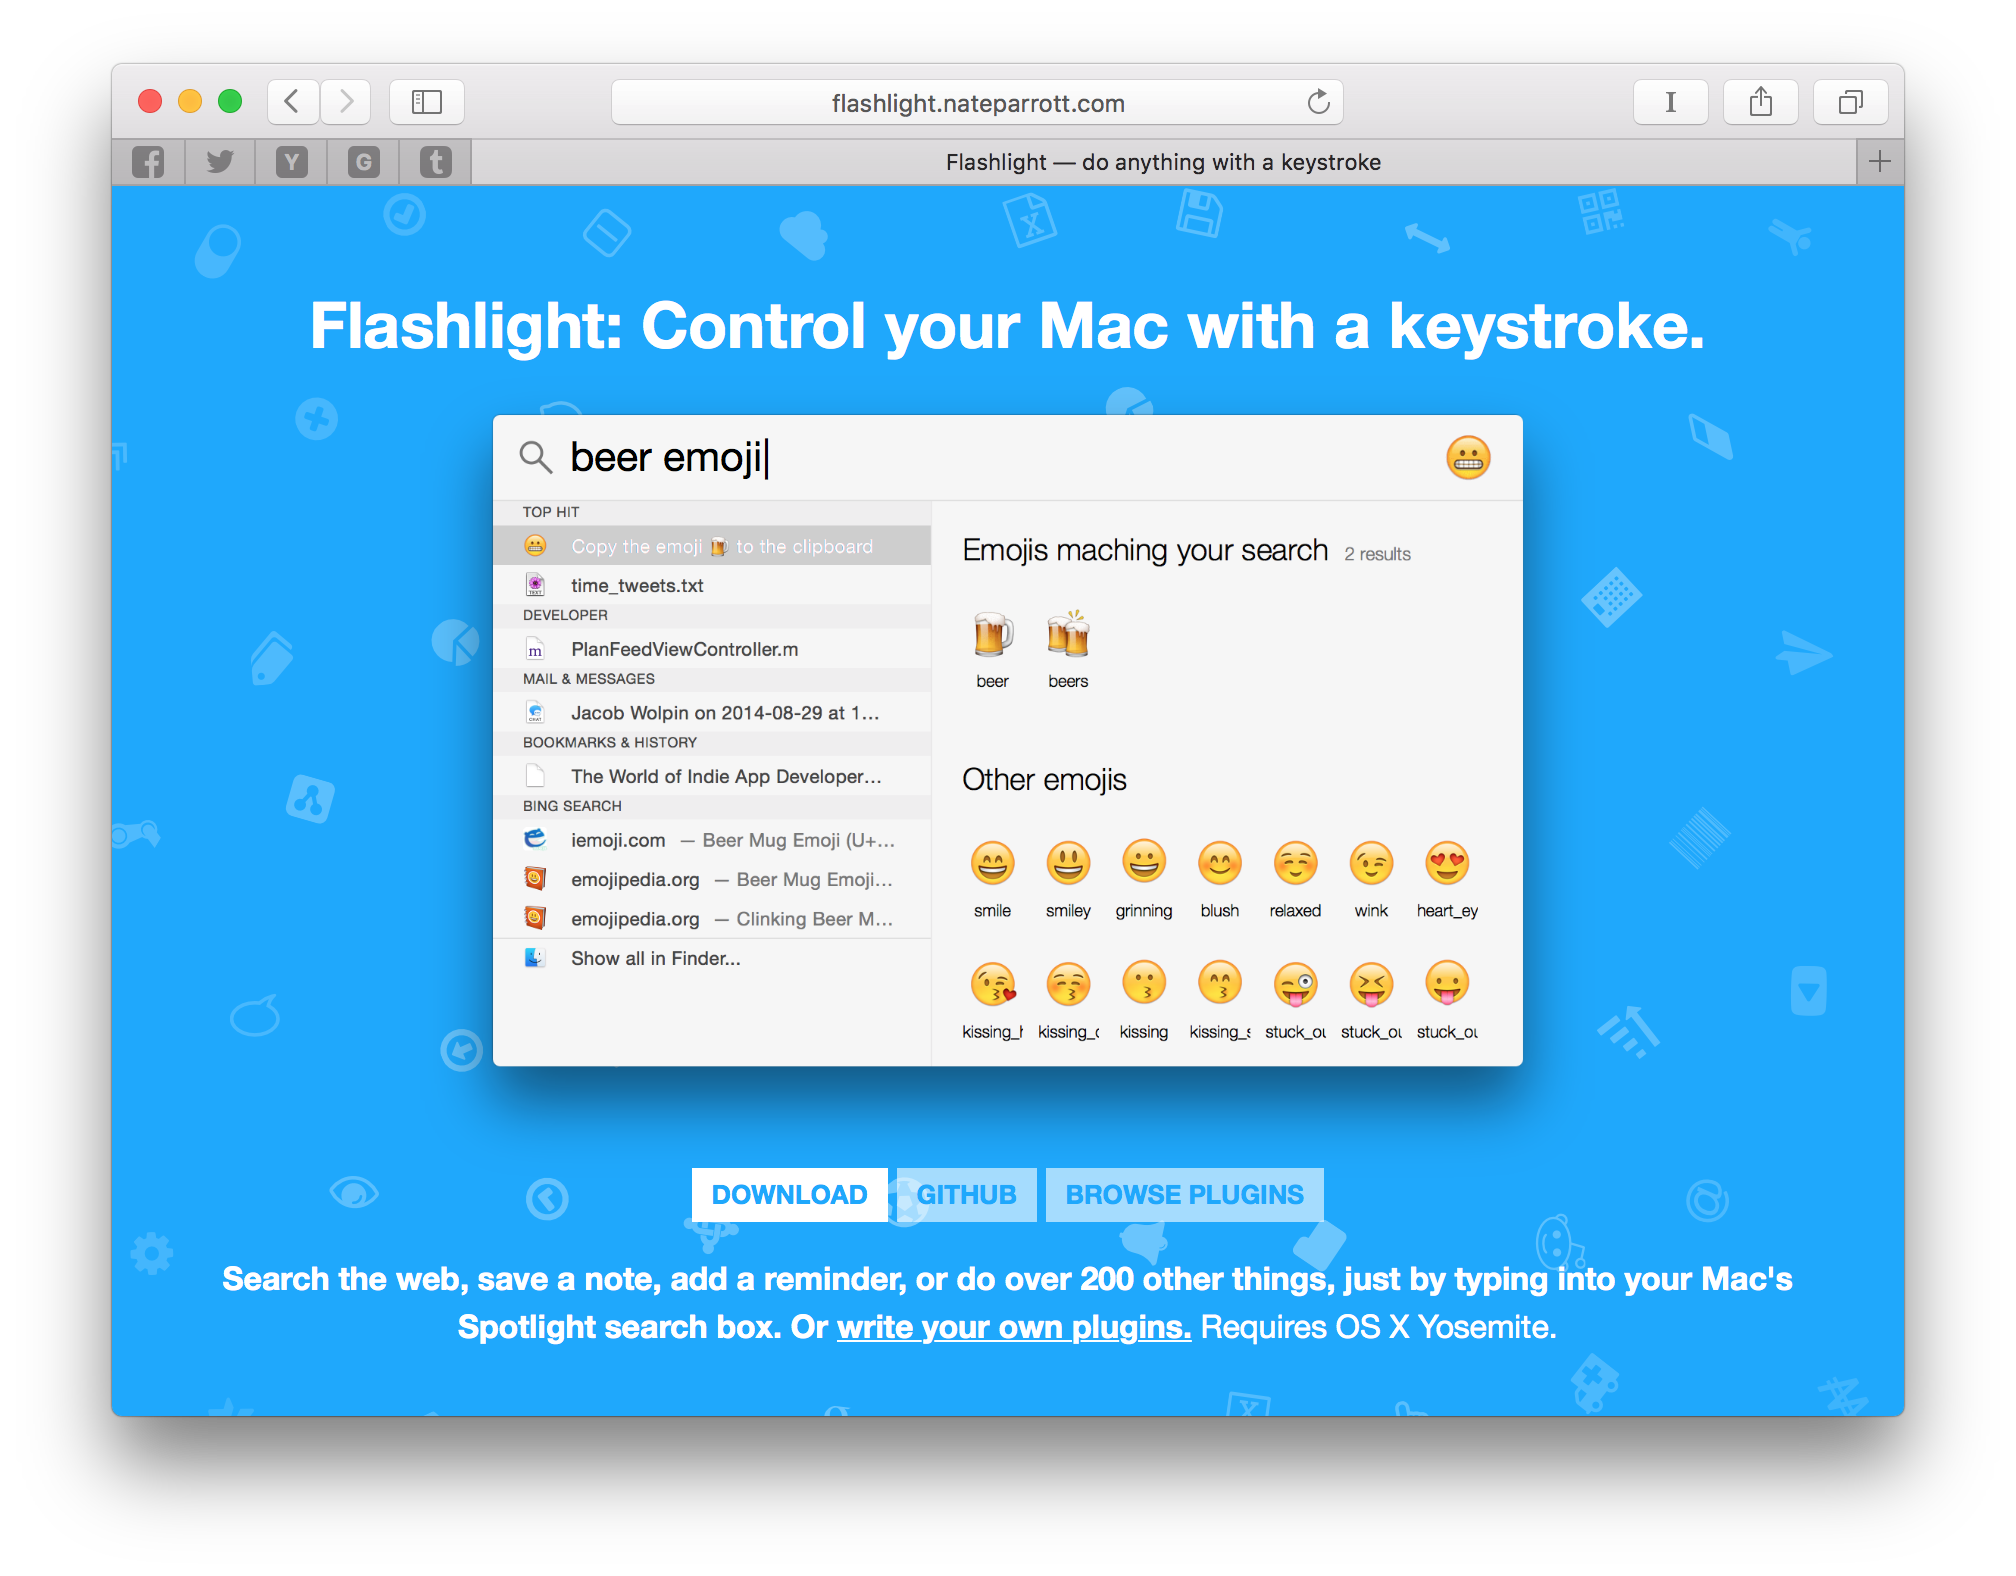 flashlight.nateparrott.com
I
Y
G
t
Flashlight — do anything with a keystroke
Flashlight: Control your Mac with a keystroke.
beer emoji
TOP HIT
Copy the emoji 🍺 to the clipboard
time_tweets.txt
DEVELOPER
m
PlanFeedViewController.m
MAIL & MESSAGES
Jacob Wolpin on 2014-08-29 at 1...
BOOKMARKS & HISTORY
The World of Indie App Developer...
BING SEARCH
iemoji.com — Beer Mug Emoji (U+...
emojipedia.org — Beer Mug Emoji...
emojipedia.org — Clinking Beer M...
Show all in Finder...
Emojis maching your search 2 results
beer beers
Other emojis
smile smiley grinning blush relaxed wink heart_ey
kissing_h kissing_c kissing kissing_s stuck_ou stuck_ou stuck_ou
DOWNLOAD GITHUB BROWSE PLUGINS
Search the web, save a note, add a reminder, or do over 200 other things, just by typing into your Mac's
Spotlight search box. Or write your own plugins. Requires OS X Yosemite.